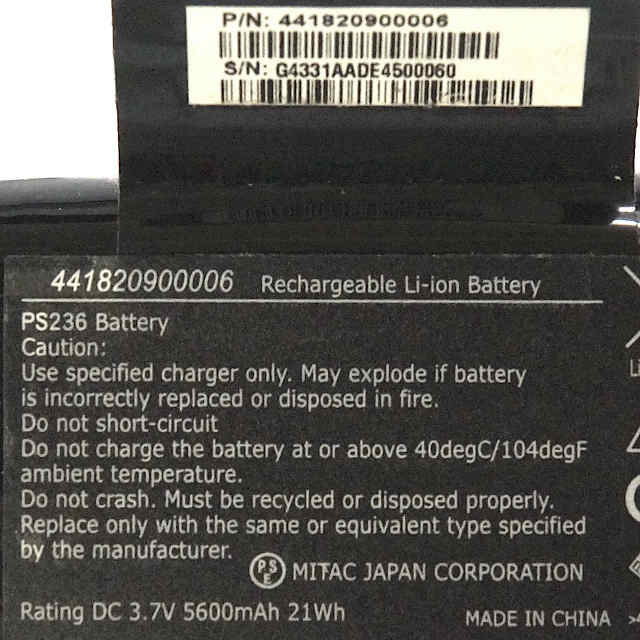 P/N: 441820900006
S/N: G4331AADE4500060
441820900006 Rechargeable Li-ion Battery
PS236 Battery
Caution:
Use specified charger only. May explode if battery
is incorrectly replaced or disposed in fire.
Do not short-circuit
Do not charge the battery at or above 40degC/104degF
ambient temperature.
Do not crash. Must be recycled or disposed properly.
Replace only with the same or equivalent type specified
by the manufacturer.
PSE MITAC JAPAN CORPORATION
Rating DC 3.7V 5600mAh 21Wh
MADE IN CHINA